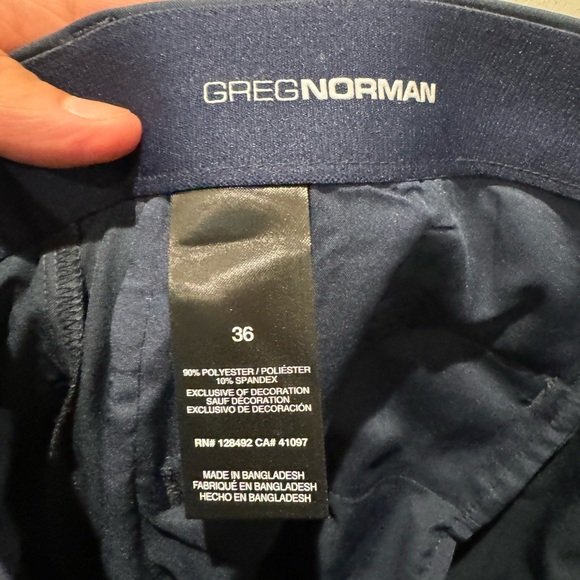 GREGNORMAN
36
90% POLYESTER / POLIÉSTER
10% SPANDEX
EXCLUSIVE OF DECORATION
SAUF DÉCORATION
EXCLUSIVO DE DECORACIÓN
RN# 128492 CA# 41097
MADE IN BANGLADESH
FABRIQUÉ EN BANGLADESH
HECHO EN BANGLADESH